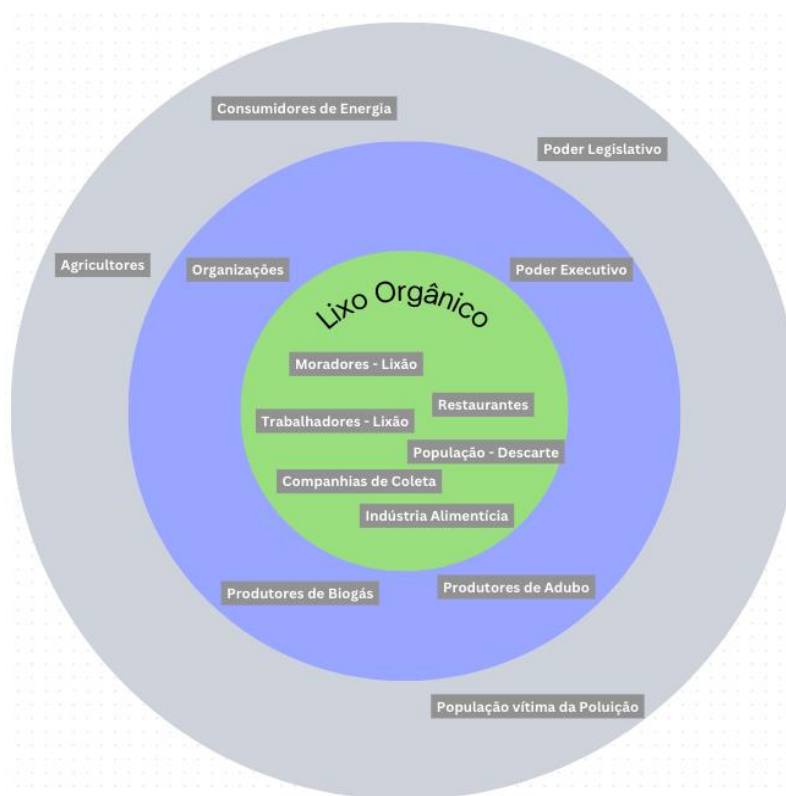 Consumidores de Energia
Poder Legislativo
Agricultores
Organizações
Poder Executivo
Lixo Orgânico
Moradores - Lixão
Restaurantes
Trabalhadores - Lixão
População - Descarte
Companhias de Coleta
Indústria Alimentícia
Produtores de Biogás
Produtores de Adubo
População vítima da Poluição